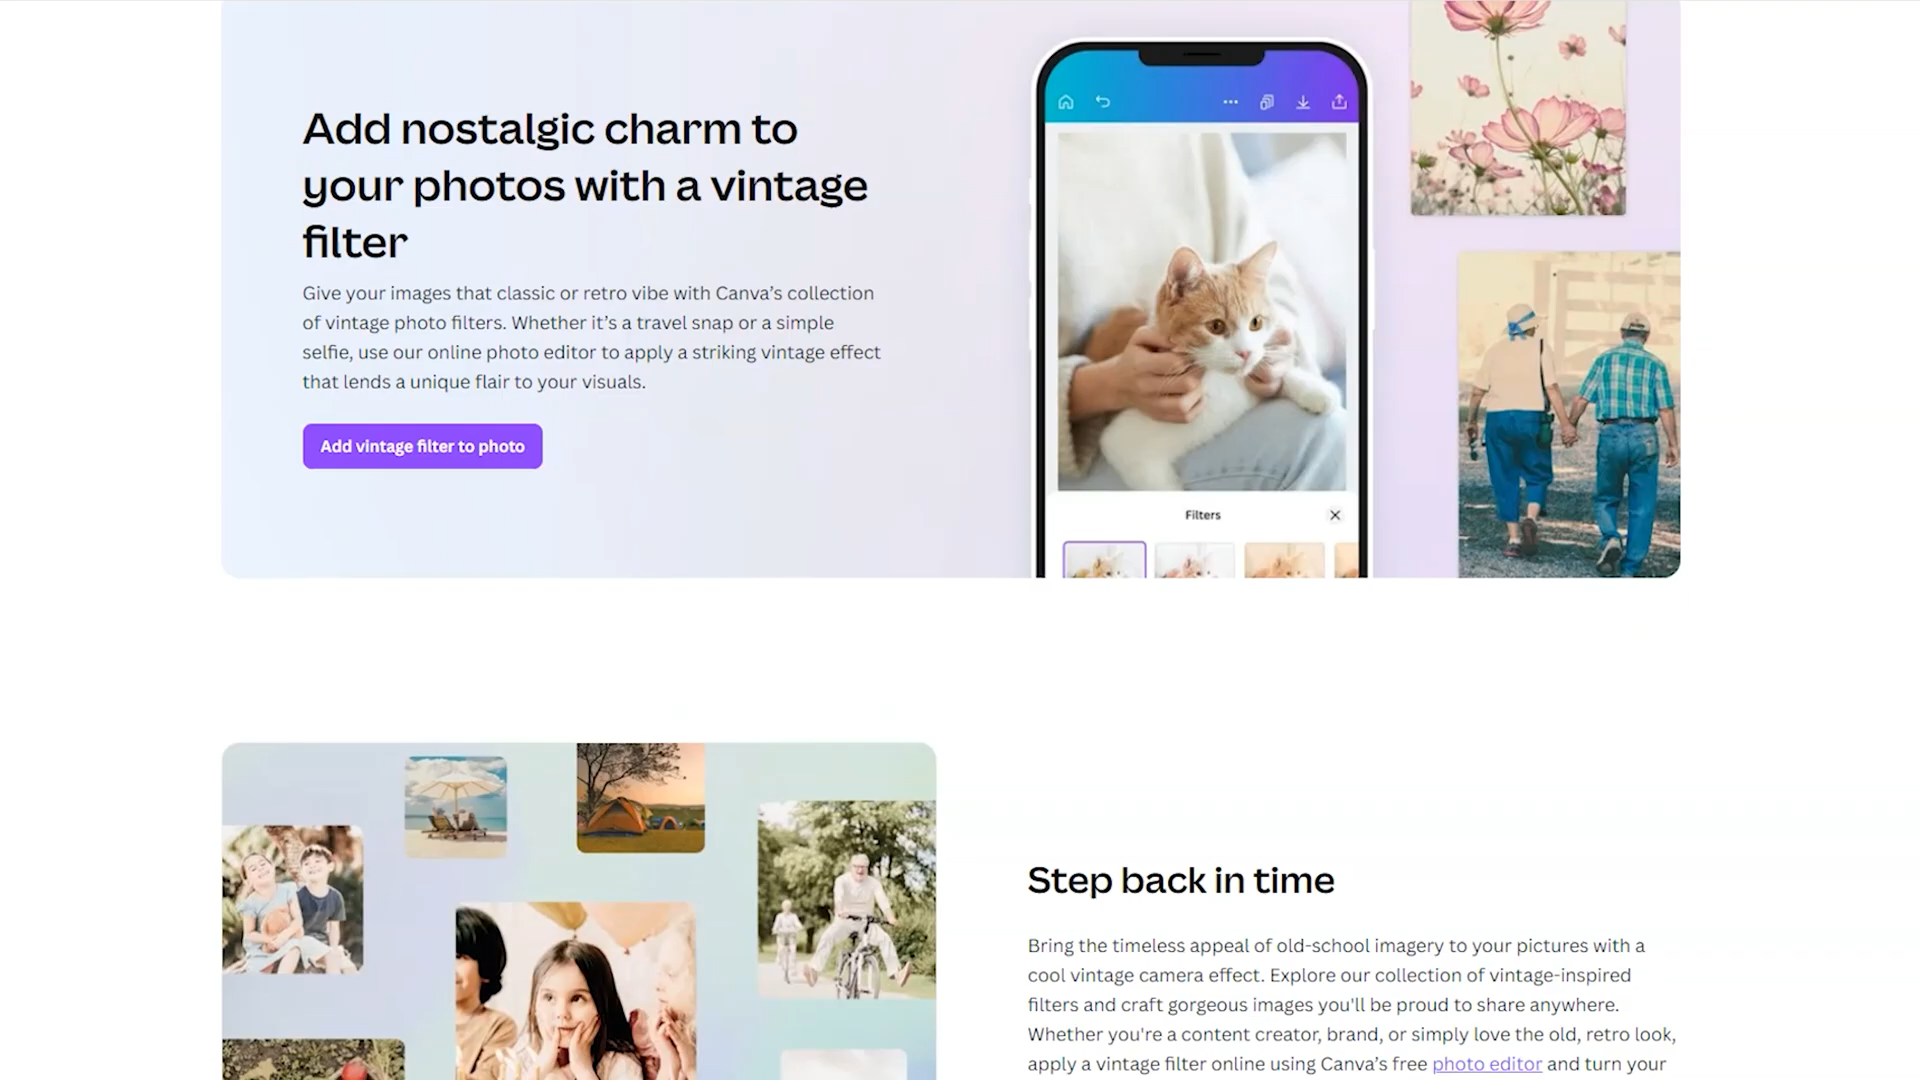 Add nostalgic charm to
your photos with a vintage
filter
Give your images that classic or retro vibe with Canva’s collection
of vintage photo filters. Whether it’s a travel snap or a simple
selfie, use our online photo editor to apply a striking vintage effect
that lends a unique flair to your visuals.
Add vintage filter to photo
Filters
Step back in time
Bring the timeless appeal of old-school imagery to your pictures with a
cool vintage camera effect. Explore our collection of vintage-inspired
filters and craft gorgeous images you'll be proud to share anywhere.
Whether you're a content creator, brand, or simply love the old, retro look,
apply a vintage filter online using Canva’s free photo editor and turn your